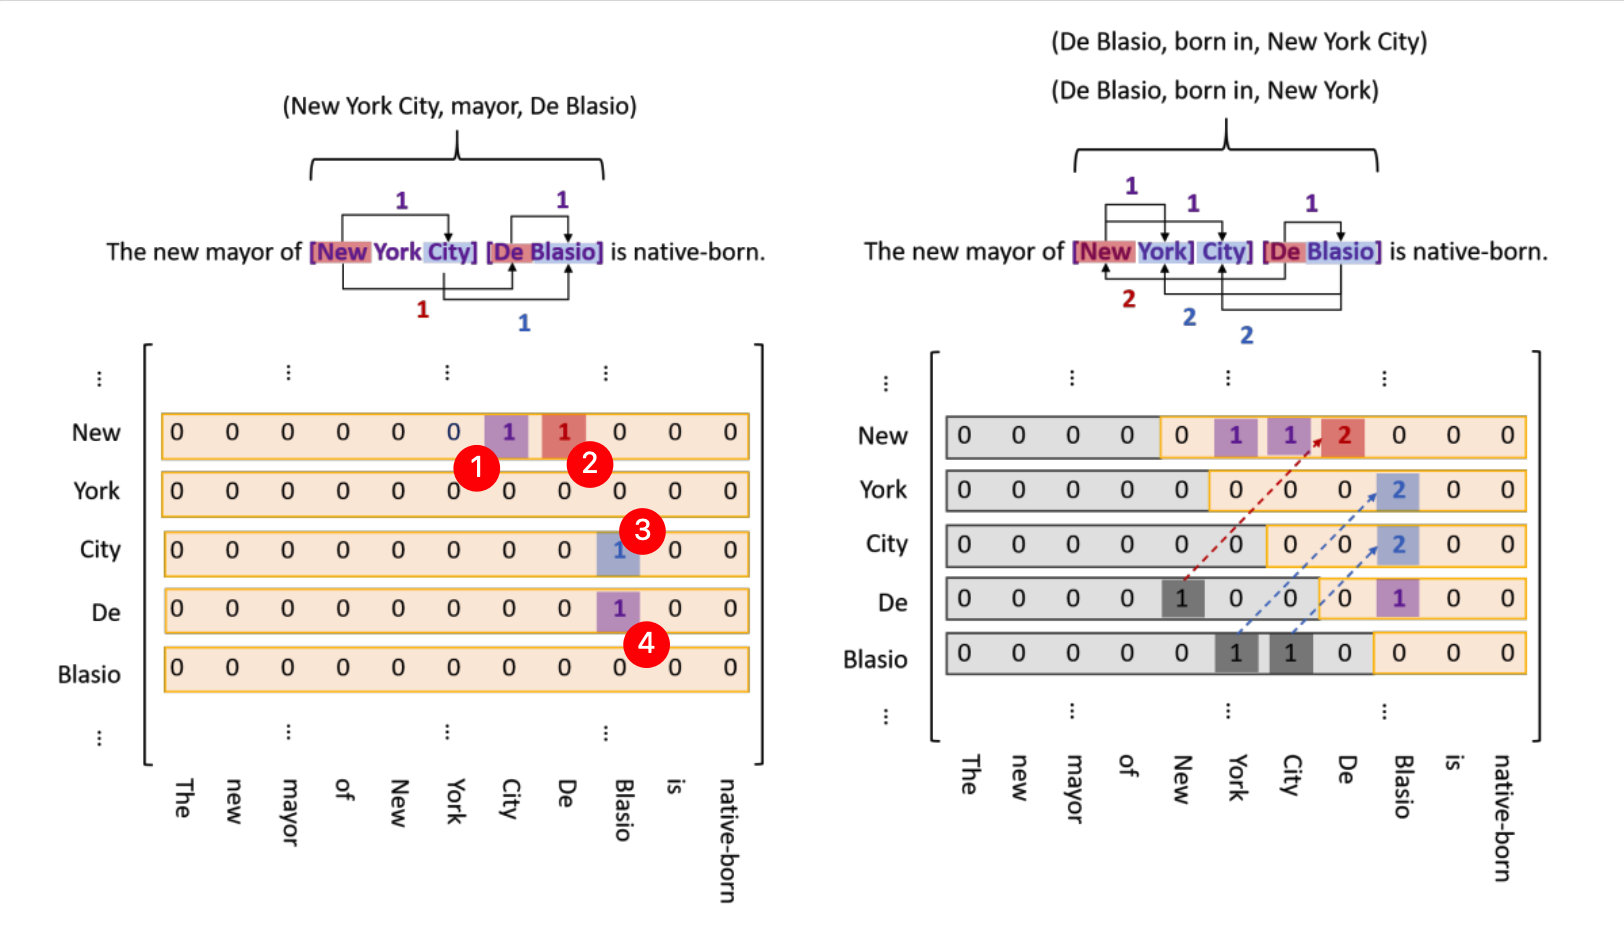 (New York City, mayor, De Blasio)
1 1
The new mayor of [New York City] [De Blasio] is native-born.
1
1
⋮ ⋮ ⋮ ⋮
New 0 0 0 0 0 0 1 1 0 0 0
1 2
York 0 0 0 0 0 0 0 0 0 0 0
3
City 0 0 0 0 0 0 0 0 1 0 0
De 0 0 0 0 0 0 0 0 1 0 0
4
Blasio 0 0 0 0 0 0 0 0 0 0 0
⋮ ⋮ ⋮ ⋮
The new mayor of New York City De Blasio is native-born
(De Blasio, born in, New York City)
(De Blasio, born in, New York)
1
1 1
The new mayor of [New York] City] [De Blasio] is native-born.
2
2
2
⋮ ⋮ ⋮ ⋮
New 0 0 0 0 0 1 1 2 0 0 0
York 0 0 0 0 0 0 0 0 2 0 0
City 0 0 0 0 0 0 0 0 2 0 0
De 0 0 0 0 1 0 0 0 1 0 0
Blasio 0 0 0 0 0 1 1 0 0 0 0
⋮ ⋮ ⋮ ⋮
The new mayor of New York City De Blasio is native-born